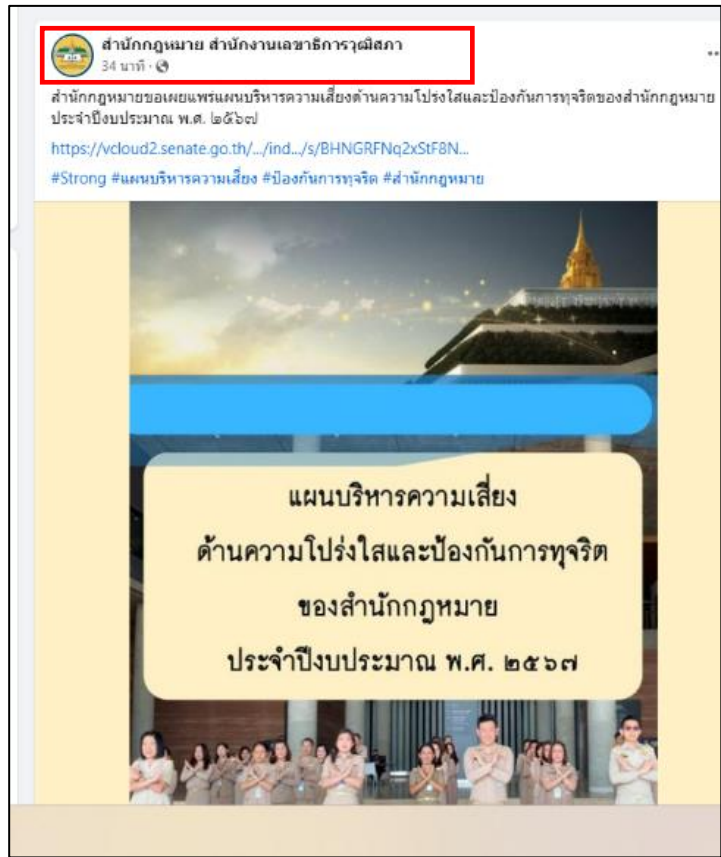 สำนักกฎหมาย สำนักงานเลขาธิการวุฒิสภา
34 นาที ·
สำนักกฎหมายขอเผยแพร่แผนบริหารความเสี่ยงด้านความโปร่งใสและป้องกันการทุจริตของสำนักกฎหมาย
ประจำปีงบประมาณ พ.ศ. ๒๕๖๗
https://vcloud2.senate.go.th/.../ind.../s/BHNGRFNq2xStF8N...
#Strong #แผนบริหารความเสี่ยง #ป้องกันการทุจริต #สำนักกฎหมาย
แผนบริหารความเสี่ยง
ด้านความโปร่งใสและป้องกันการทุจริต
ของสำนักกฎหมาย
ประจำปีงบประมาณ พ.ศ. ๒๕๖๗